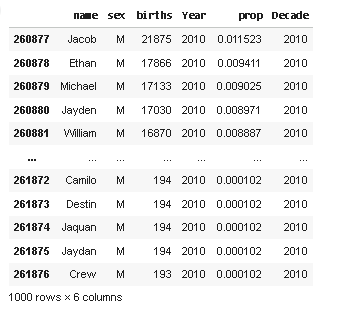 name sex births Year prop Decade
260877 Jacob M 21875 2010 0.011523 2010
260878 Ethan M 17866 2010 0.009411 2010
260879 Michael M 17133 2010 0.009025 2010
260880 Jayden M 17030 2010 0.008971 2010
260881 William M 16870 2010 0.008887 2010
... ... ... ... ... ... ...
261872 Camilo M 194 2010 0.000102 2010
261873 Destin M 194 2010 0.000102 2010
261874 Jaquan M 194 2010 0.000102 2010
261875 Jaydan M 194 2010 0.000102 2010
261876 Crew M 193 2010 0.000102 2010
1000 rows × 6 columns